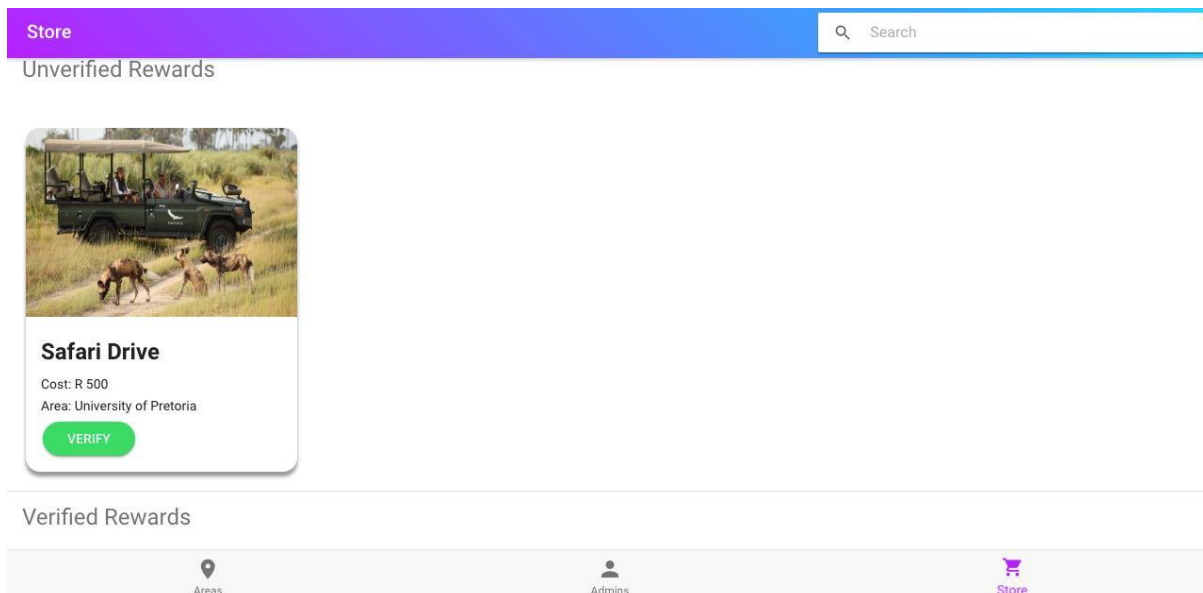 Store
Search
Unverified Rewards
Safari Drive
Cost: R 500
Area: University of Pretoria
VERIFY
Verified Rewards
Areas
Admins
Store